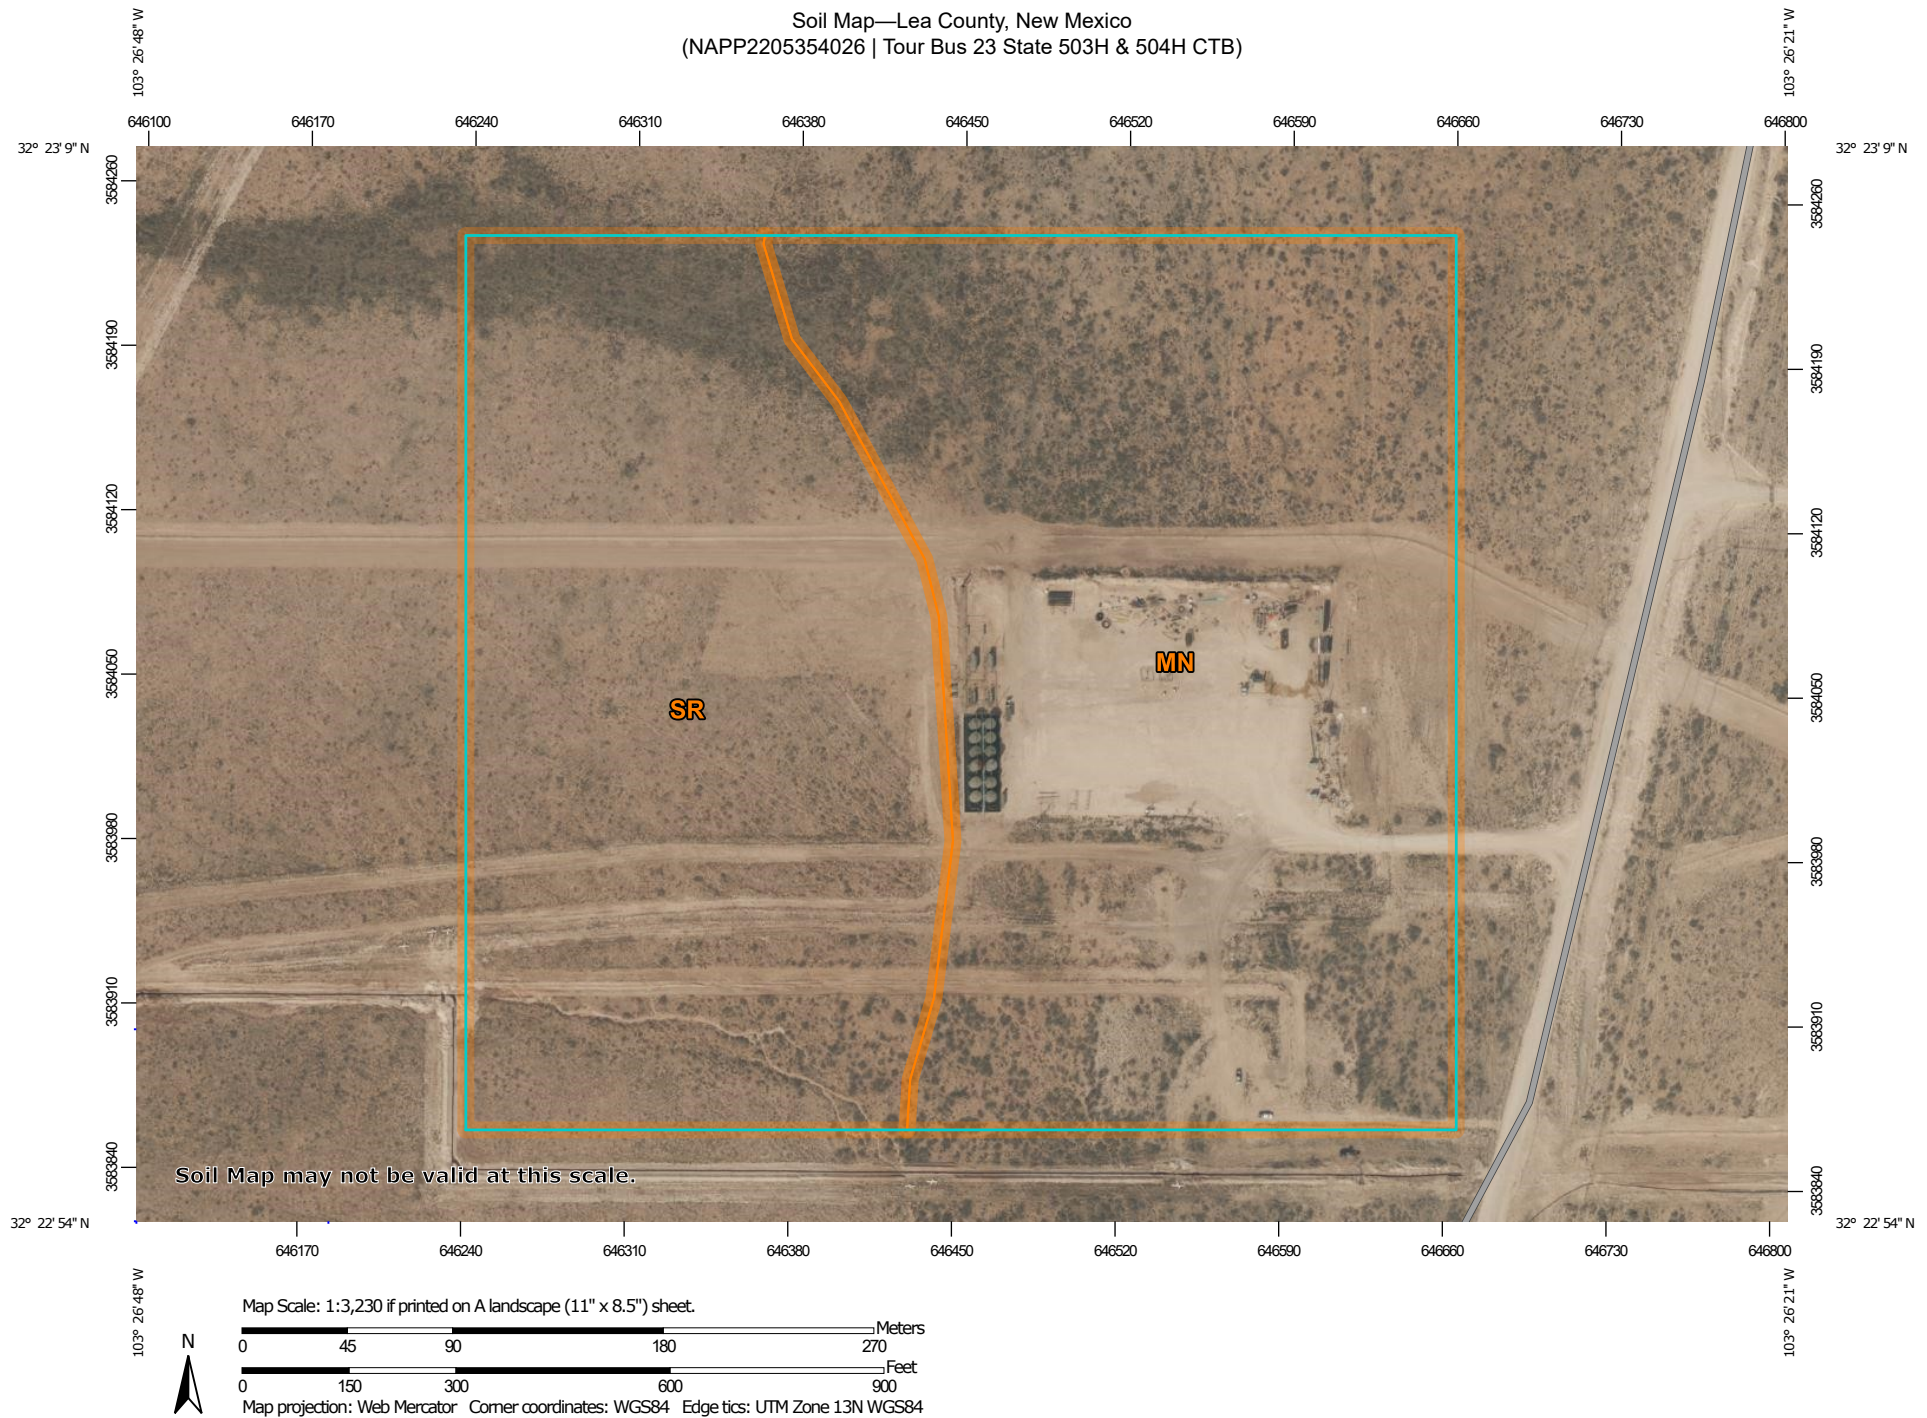 Soil Map—Lea County, New Mexico
(NAPP2205354026 | Tour Bus 23 State 503H & 504H CTB)
103° 26' 48'' W
103° 26' 21'' W
646100 646170 646240 646310 646380 646450 646520 646590 646660 646730 646800
32° 23' 9'' N
32° 23' 9'' N
3584260
3584260
3584190
3584190
3584120
3584120
3584050
3584050
MN
SR
3583980
3583980
3583910
3583910
3583840
3583840
Soil Map may not be valid at this scale.
32° 22' 54'' N
32° 22' 54'' N
646170 646240 646310 646380 646450 646520 646590 646660 646730 646800
103° 26' 48'' W
103° 26' 21'' W
Map Scale: 1:3,230 if printed on A landscape (11" x 8.5") sheet.
Meters
0 45 90 180 270
N
Feet
0 150 300 600 900
Map projection: Web Mercator Corner coordinates: WGS84 Edge tics: UTM Zone 13N WGS84